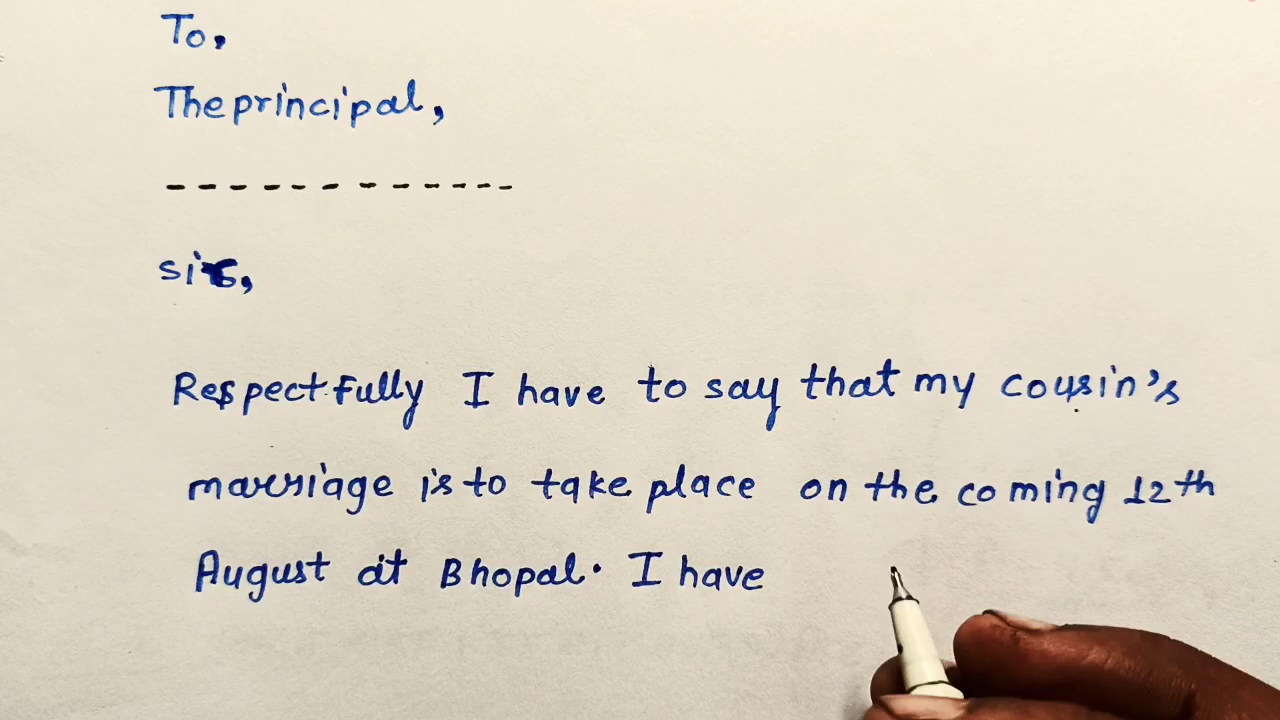 To,
The principal,
-------------
sir,
Respectfully I have to say that my cousin's
marriage is to take place on the coming 12th
August at Bhopal. I have